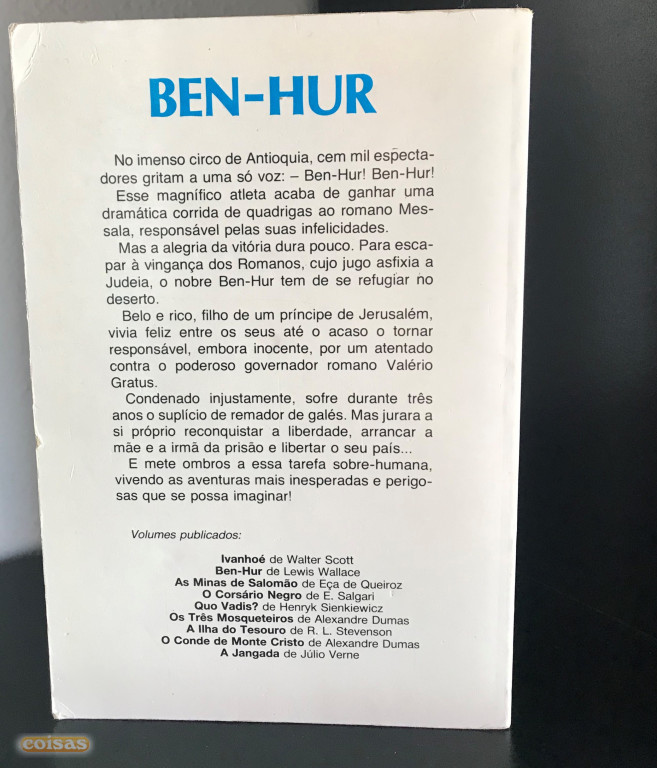 BEN-HUR
No imenso circo de Antioquia, cem mil especta-
dores gritam a uma só voz: – Ben-Hur! Ben-Hur!
Esse magnífico atleta acaba de ganhar uma
dramática corrida de quadrigas ao romano Mes-
sala, responsável pelas suas infelicidades.
Mas a alegria da vitória dura pouco. Para esca-
par à vingança dos Romanos, cujo jugo asfixia a
Judeia, o nobre Ben-Hur tem de se refugiar no
deserto.
Belo e rico, filho de um príncipe de Jerusalém,
vivia feliz entre os seus até o acaso o tornar
responsável, embora inocente, por um atentado
contra o poderoso governador romano Valério
Gratus.
Condenado injustamente, sofre durante três
anos o suplício de remador de galés. Mas jurara a
si próprio reconquistar a liberdade, arrancar a
mãe e a irmã da prisão e libertar o seu país...
E mete ombros a essa tarefa sobre-humana,
vivendo as aventuras mais inesperadas e perigo-
sas que se possa imaginar!
Volumes publicados:
Ivanhoé de Walter Scott
Ben-Hur de Lewis Wallace
As Minas de Salomão de Eça de Queiroz
O Corsário Negro de E. Salgari
Quo Vadis? de Henryk Sienkiewicz
Os Três Mosqueteiros de Alexandre Dumas
A Ilha do Tesouro de R. L. Stevenson
O Conde de Monte Cristo de Alexandre Dumas
A Jangada de Júlio Verne
coisas